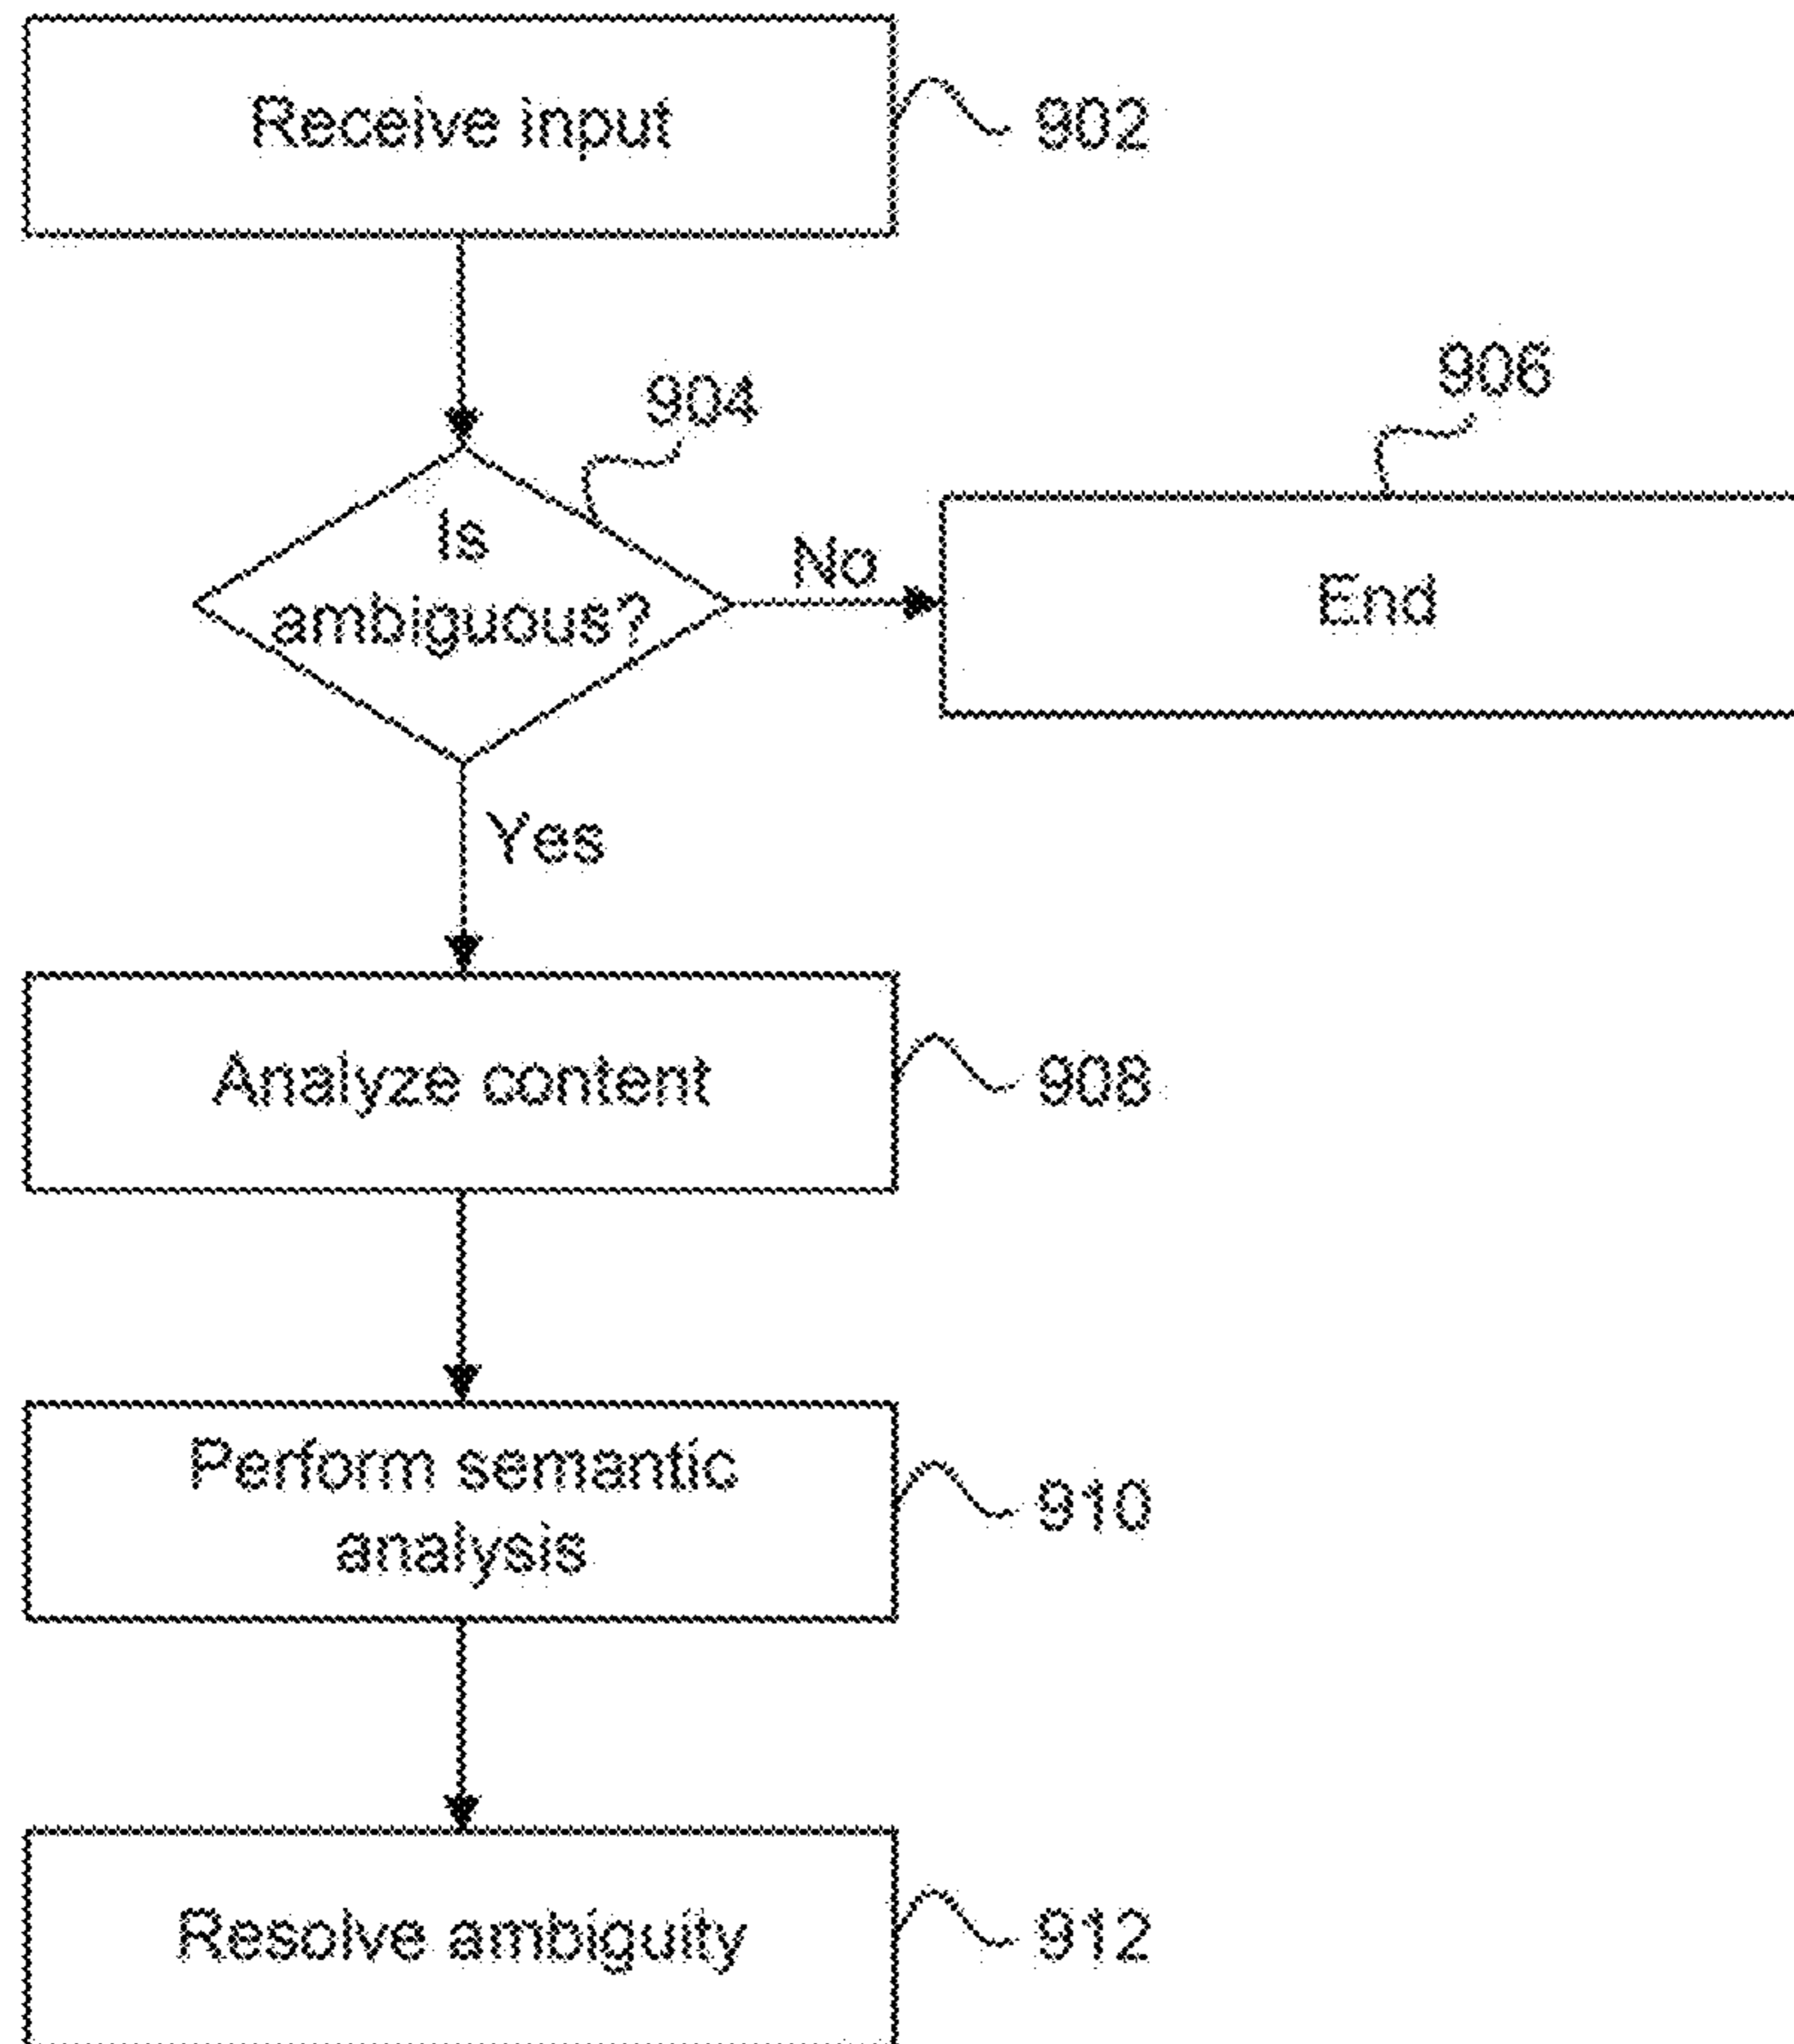 Receive input
902
904
906
Is
ambiguous?
No
End
Yes
Analyze content
908
Perform semantic
analysis
910
Resolve ambiguity
912